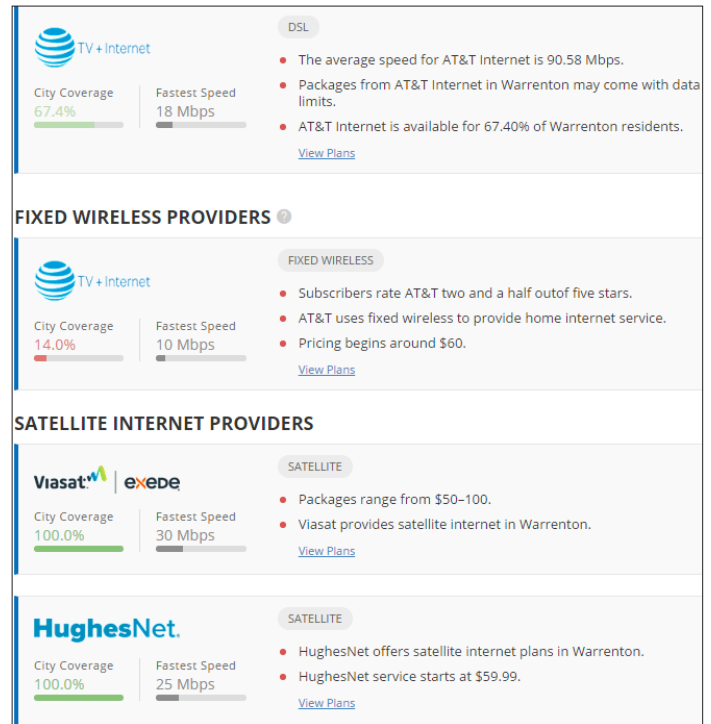 TV + Internet
DSL
City Coverage
67.4%
Fastest Speed
18 Mbps
The average speed for AT&T Internet is 90.58 Mbps.
Packages from AT&T Internet in Warrenton may come with data
limits.
AT&T Internet is available for 67.40% of Warrenton residents.
View Plans
FIXED WIRELESS PROVIDERS ?
TV + Internet
FIXED WIRELESS
City Coverage
14.0%
Fastest Speed
10 Mbps
Subscribers rate AT&T two and a half outof five stars.
AT&T uses fixed wireless to provide home internet service.
Pricing begins around $60.
View Plans
SATELLITE INTERNET PROVIDERS
Viasat | exede
SATELLITE
City Coverage
100.0%
Fastest Speed
30 Mbps
Packages range from $50–100.
Viasat provides satellite internet in Warrenton.
View Plans
HughesNet.
SATELLITE
City Coverage
100.0%
Fastest Speed
25 Mbps
HughesNet offers satellite internet plans in Warrenton.
HughesNet service starts at $59.99.
View Plans